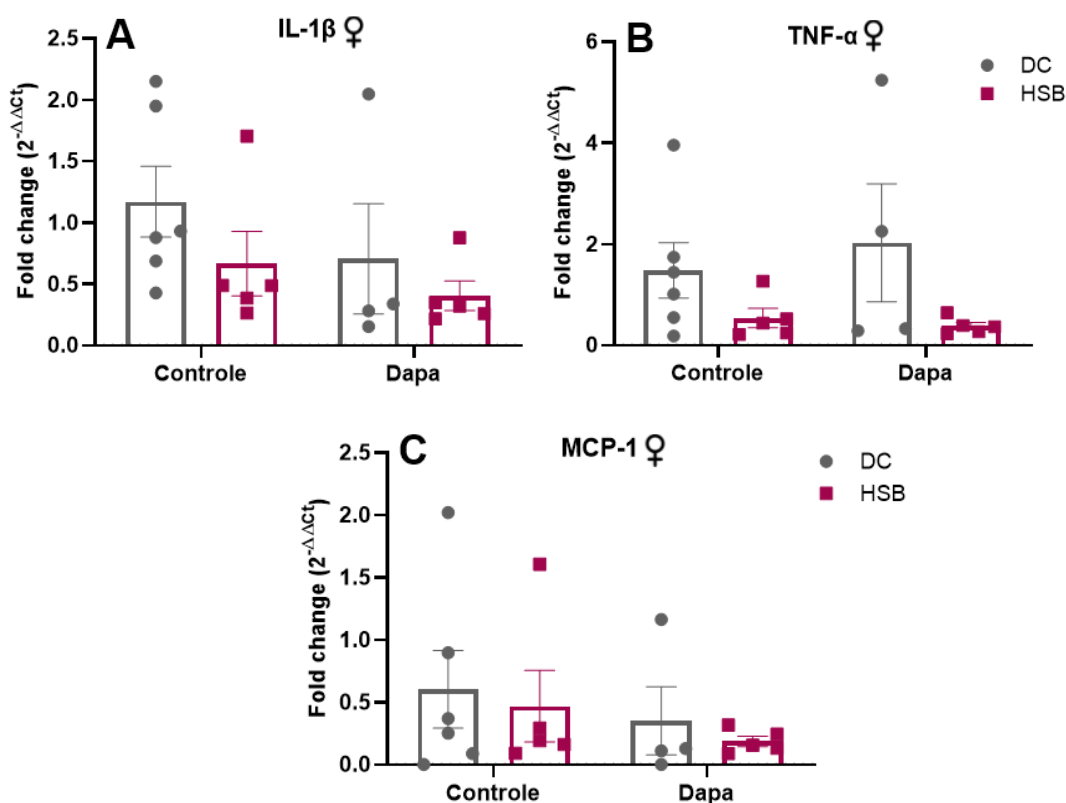 A
IL-1β ♀
Fold change (2^-ΔΔCt)
2.5
2.0
1.5
1.0
0.5
0.0
Controle
Dapa
B
TNF-α ♀
Fold change (2^-ΔΔCt)
6
4
2
0
Controle
Dapa
DC
HSB
C
MCP-1 ♀
Fold change (2^-ΔΔCt)
2.5
2.0
1.5
1.0
0.5
0.0
Controle
Dapa
DC
HSB